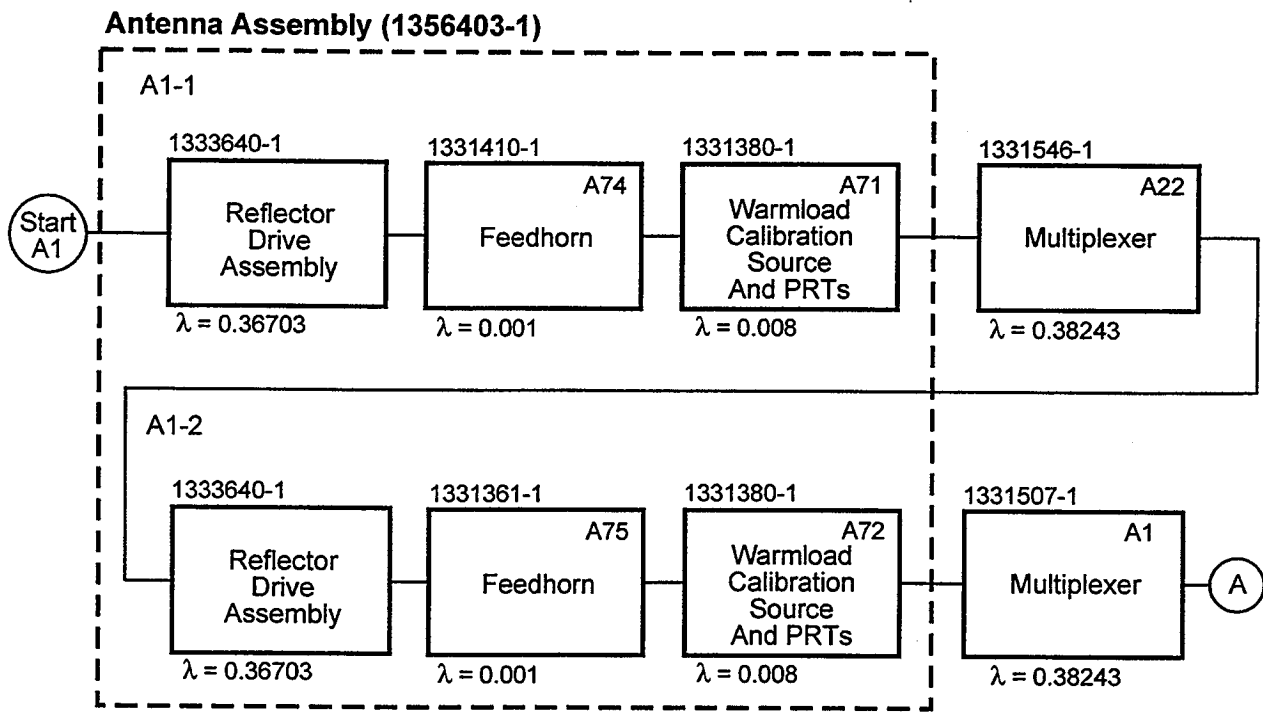 Antenna Assembly (1356403-1)
A1-1
Start
A1
1333640-1
Reflector
Drive
Assembly
λ = 0.36703
1331410-1
A74
Feedhorn
λ = 0.001
1331380-1
A71
Warmload
Calibration
Source
And PRTs
λ = 0.008
1331546-1
A22
Multiplexer
λ = 0.38243
A1-2
1333640-1
Reflector
Drive
Assembly
λ = 0.36703
1331361-1
A75
Feedhorn
λ = 0.001
1331380-1
A72
Warmload
Calibration
Source
And PRTs
λ = 0.008
1331507-1
A1
Multiplexer
λ = 0.38243
A